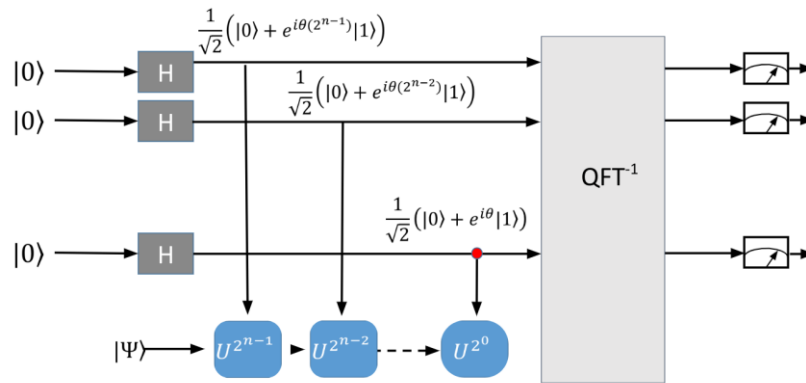 1/√2 (|0⟩ + e^{iθ(2^{n−1})}|1⟩)
|0⟩ H
1/√2 (|0⟩ + e^{iθ(2^{n−2})}|1⟩)
|0⟩ H
QFT⁻¹
1/√2 (|0⟩ + e^{iθ}|1⟩)
|0⟩ H
|Ψ⟩ U^{2^{n−1}} U^{2^{n−2}} U^{2^0}